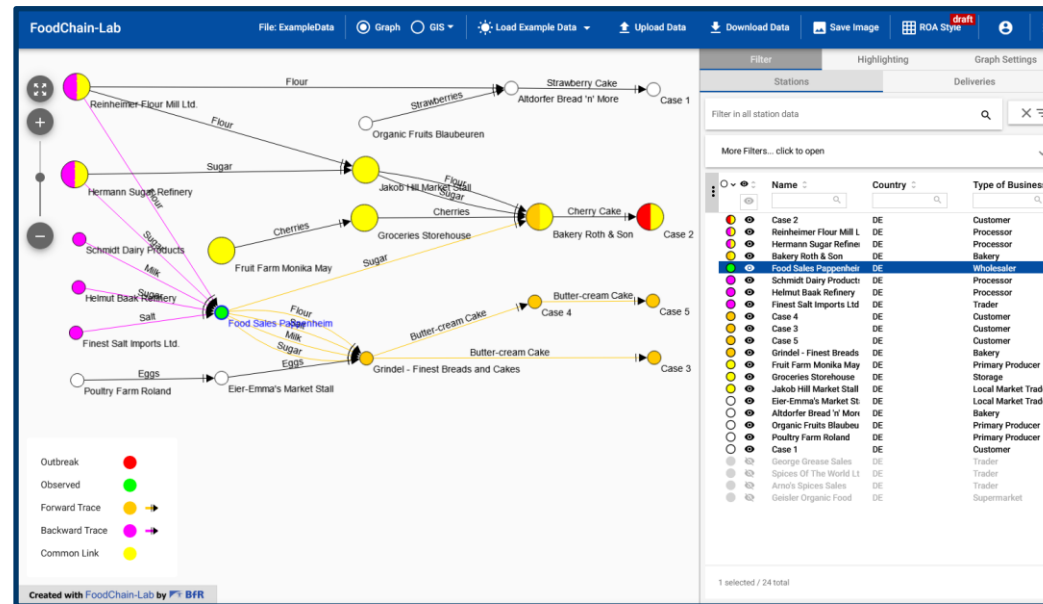 FoodChain-Lab
File: ExampleData
Graph
GIS
Load Example Data
Upload Data
Download Data
Save Image
ROA Style
draft
Flour
Reinheimer Flour Mill Ltd.
Strawberry Cake
Altdorfer Bread 'n' More
Case 1
Strawberries
Organic Fruits Blaubeuren
Flour
Sugar
Hermann Sugar Refinery
Flour
Jakob Hill Market Stall
Flour
Sugar
Cherries
Groceries Storehouse
Cherries
Cherry Cake
Bakery Roth & Son
Case 2
Fruit Farm Monika May
Sugar
Sugar
Schmidt Dairy Products
Milk
Helmut Baak Refinery
Sugar
Salt
Finest Salt Imports Ltd.
Food Sales Pappenheim
Flour
Salt
Milk
Sugar
Butter-cream Cake
Butter-cream Cake
Case 4
Case 5
Butter-cream Cake
Eggs
Grindel - Finest Breads and Cakes
Case 3
Eggs
Poultry Farm Roland
Eier-Emma's Market Stall
Outbreak
Observed
Forward Trace
Backward Trace
Common Link
Created with FoodChain-Lab by BfR
Filter
Highlighting
Graph Settings
Stations
Deliveries
Filter in all station data
More Filters... click to open
Name
Country
Type of Business
Case 2 DE Customer
Reinheimer Flour Mill L DE Processor
Hermann Sugar Refiner DE Processor
Bakery Roth & Son DE Bakery
Food Sales Pappenhein DE Wholesaler
Schmidt Dairy Products DE Processor
Helmut Baak Refinery DE Processor
Finest Salt Imports Ltd DE Trader
Case 4 DE Customer
Case 3 DE Customer
Case 5 DE Customer
Grindel - Finest Breads DE Bakery
Fruit Farm Monika May DE Primary Producer
Groceries Storehouse DE Storage
Jakob Hill Market Stall DE Local Market Trad
Eier-Emma's Market St DE Local Market Trad
Altdorfer Bread 'n' More DE Bakery
Organic Fruits Blaubeu DE Primary Producer
Poultry Farm Roland DE Primary Producer
Case 1 DE Customer
George Grease Sales DE Trader
Spices Of The World Lt DE Trader
Arno's Spices Sales DE Trader
Geisler Organic Food DE Supermarket
1 selected / 24 total